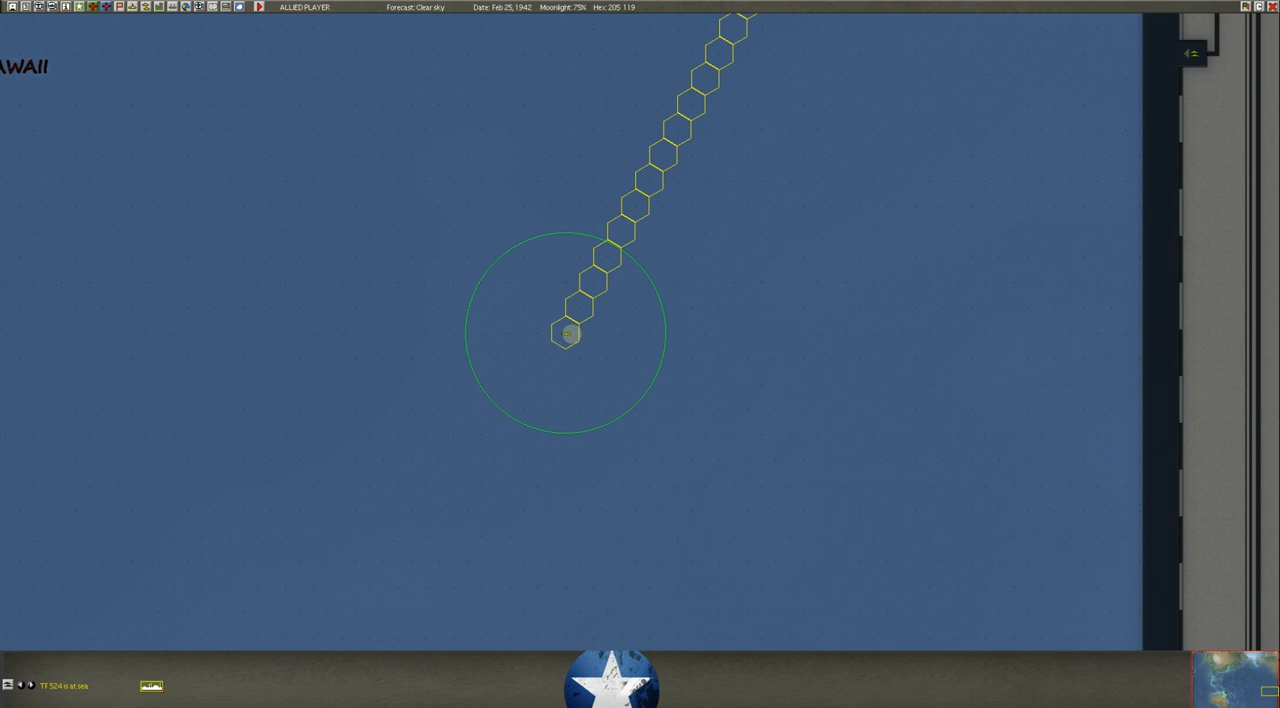 ALLIED PLAYER Forecast: Clear sky Date: Feb 25, 1942 Moonlight: 75% Hex: 205 119
AWAII
TF 524 is at sea